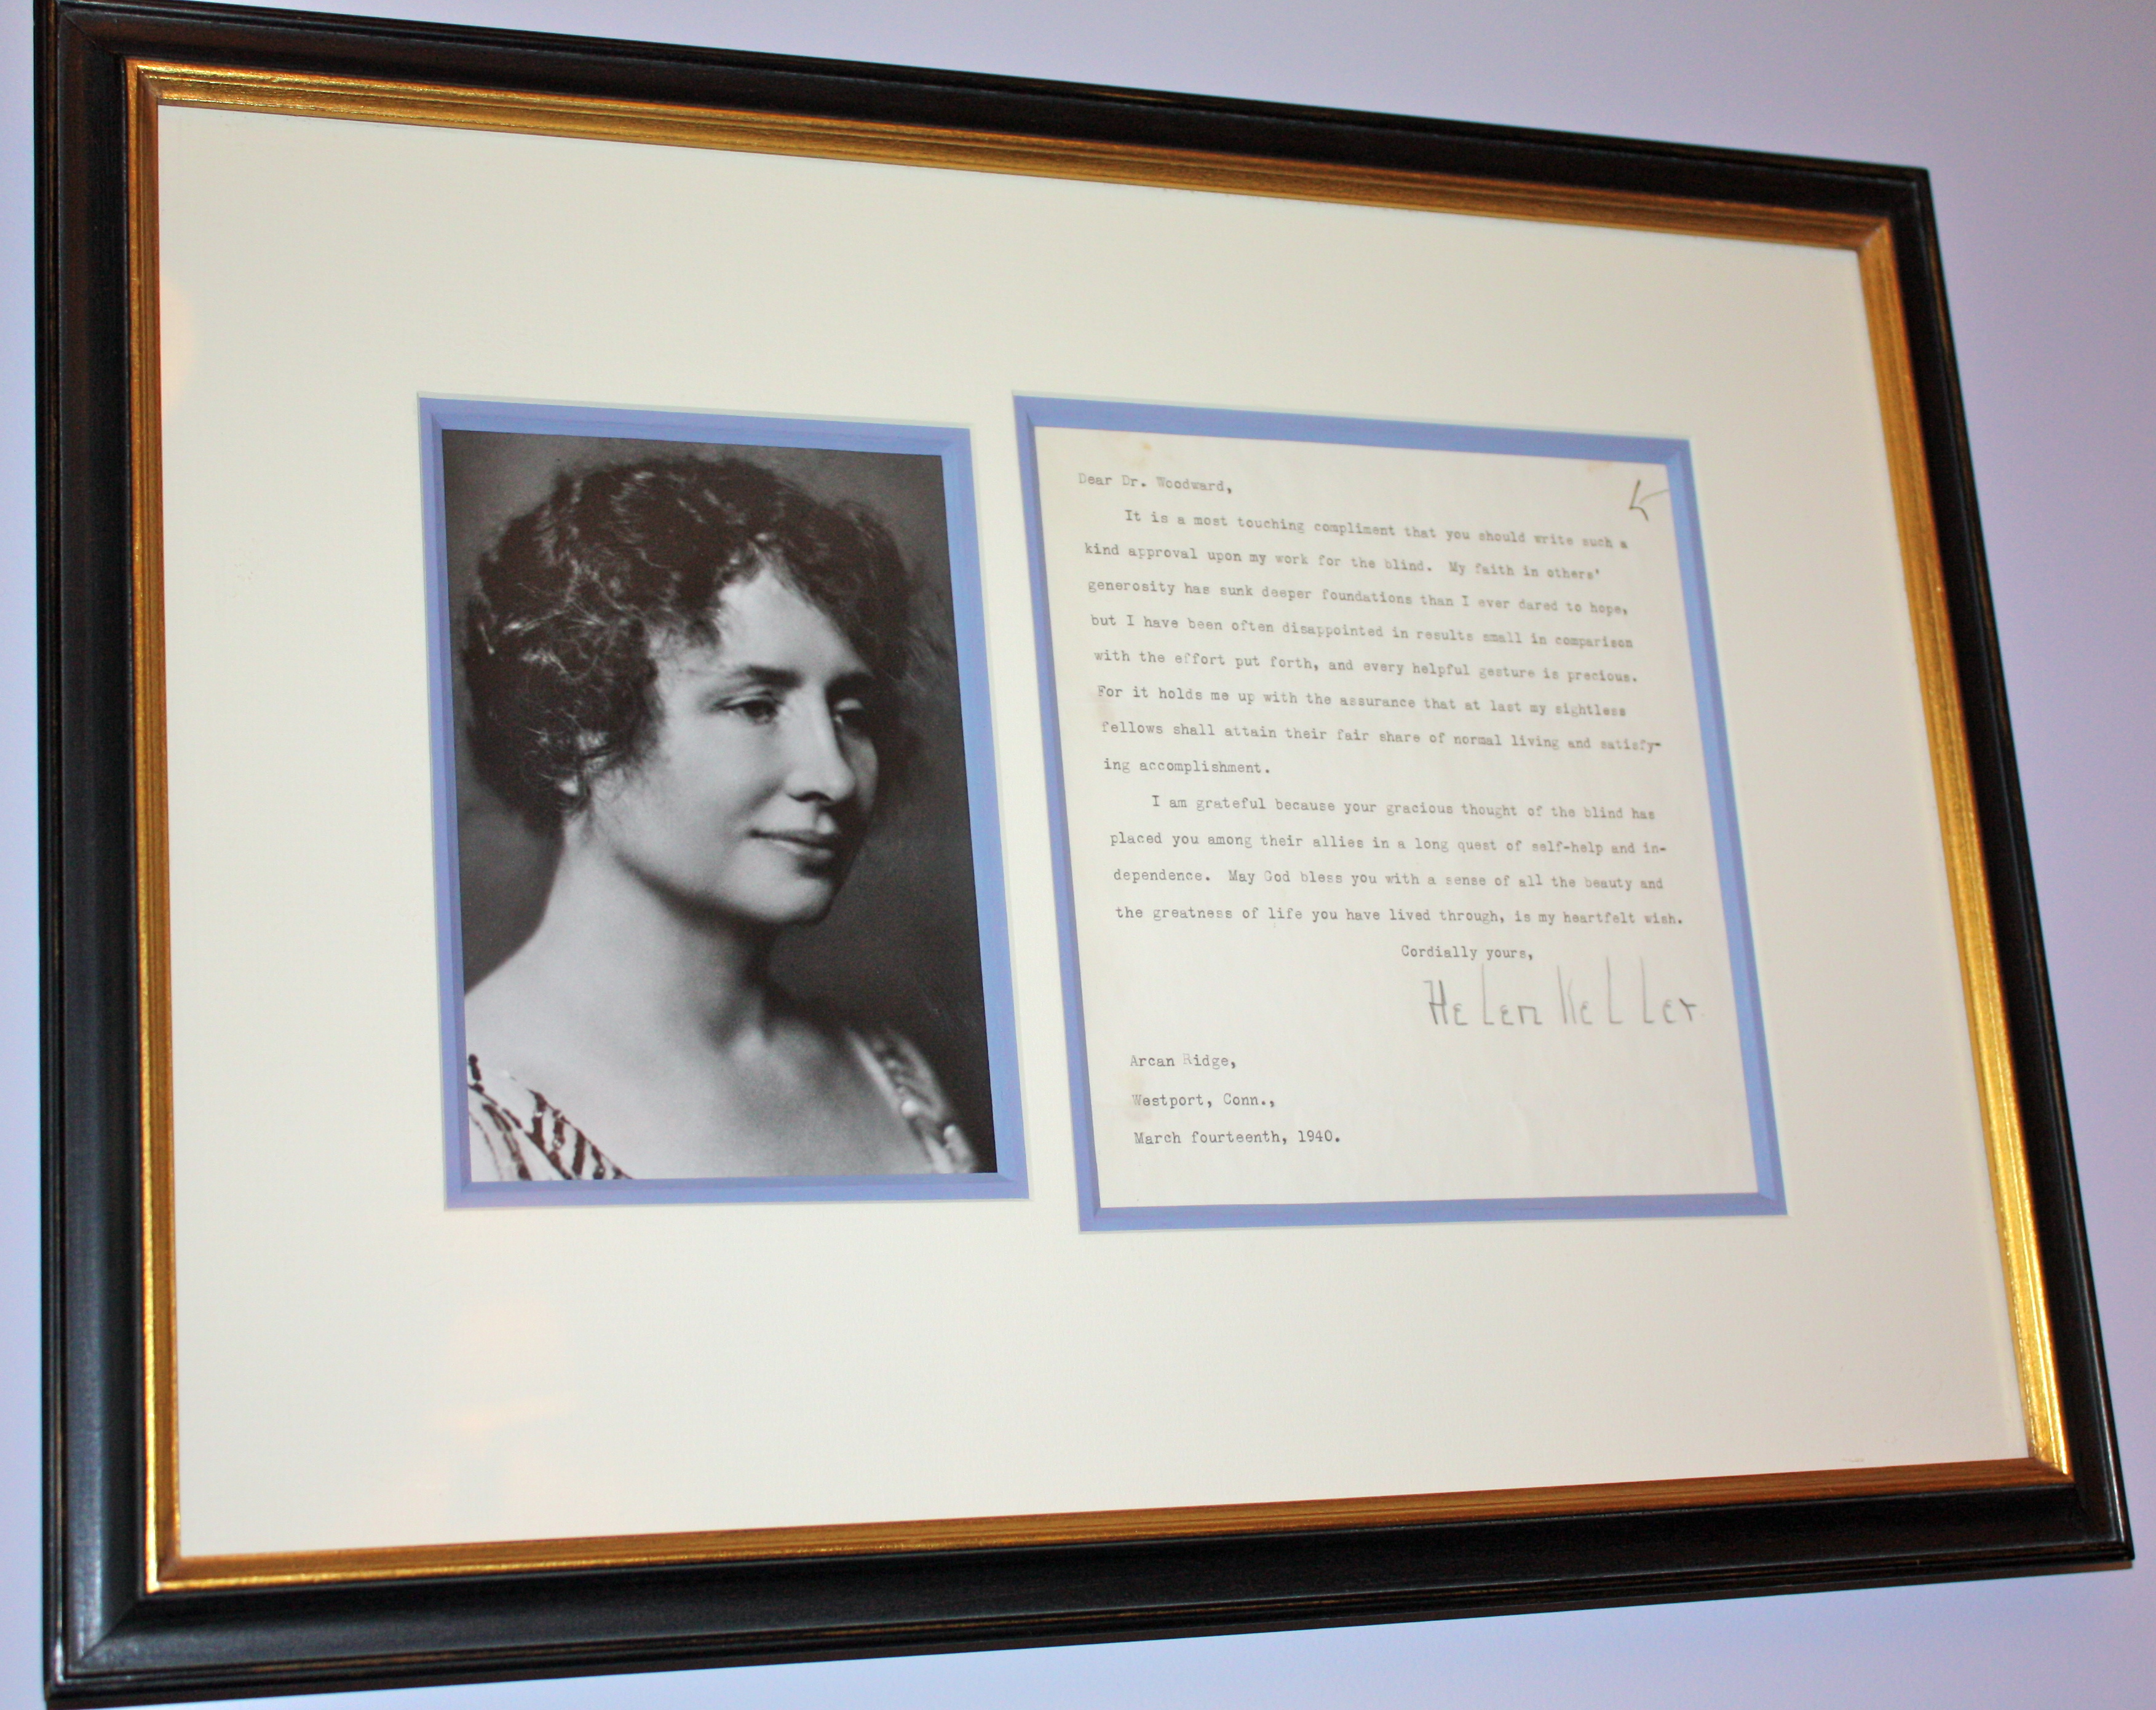 Dear Dr. Woodward,
It is a most touching compliment that you should write such a
kind approval upon my work for the blind. My faith in others'
generosity has sunk deeper foundations than I ever dared to hope,
but I have been often disappointed in results small in comparison
with the effort put forth, and every helpful gesture is precious.
For it holds me up with the assurance that at last my sightless
fellows shall attain their fair share of normal living and satisfy-
ing accomplishment.
I am grateful because your gracious thought of the blind has
placed you among their allies in a long quest of self-help and in-
dependence. May God bless you with a sense of all the beauty and
the greatness of life you have lived through, is my heartfelt wish.
Cordially yours,
Helen Keller
Arcan Ridge,
Westport, Conn.,
March fourteenth, 1940.